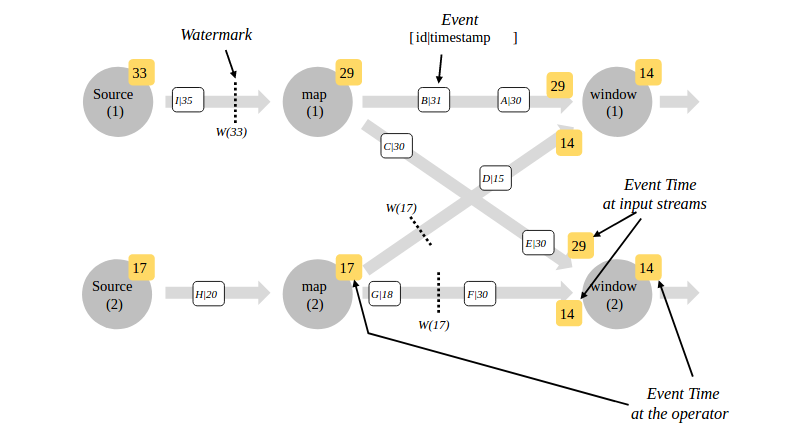 Event
[ id|timestamp ]
Watermark
33
29
14
Source
(1)
I|35
W(33)
map
(1)
B|31
A|30
29
window
(1)
14
C|30
D|15
Event Time
at input streams
W(17)
E|30
29
17
17
14
Source
(2)
H|20
map
(2)
G|18
W(17)
F|30
14
window
(2)
Event Time
at the operator